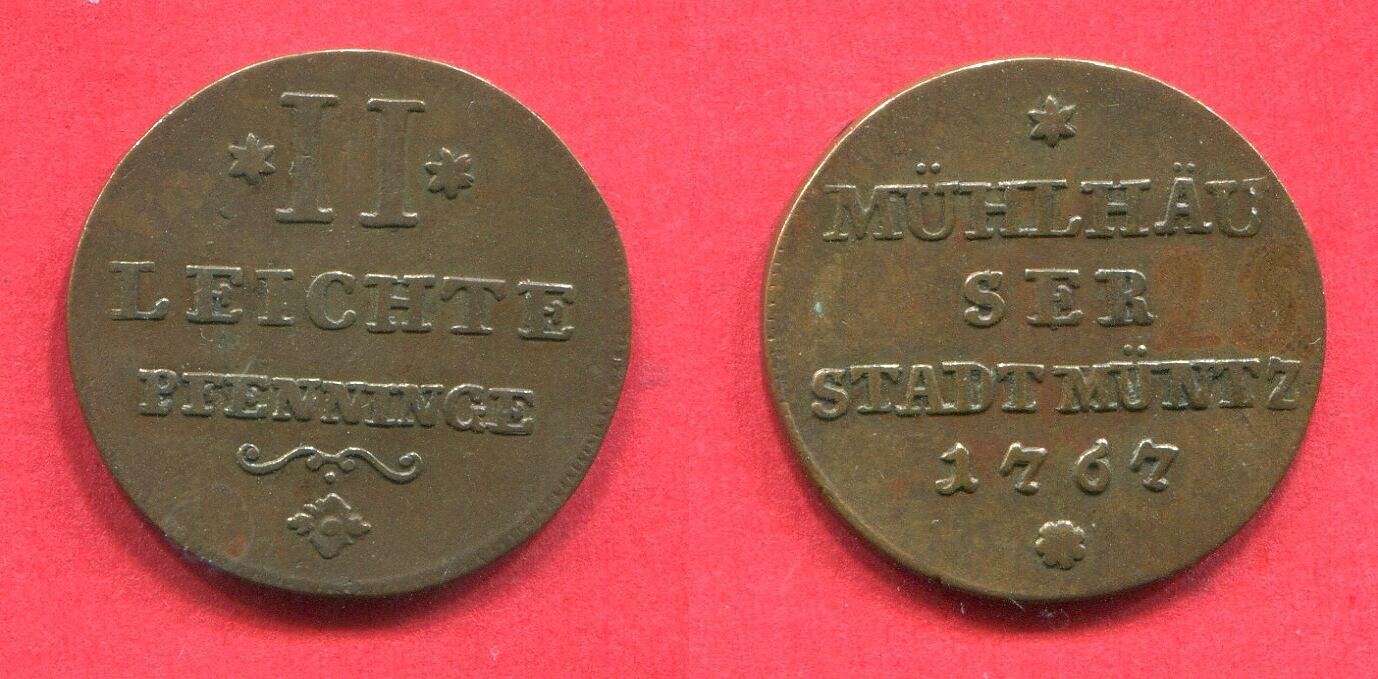 II
LEICHTE
PFENNINGE
MÜHLHÄU
SER
STADT MÜNTZ
1767